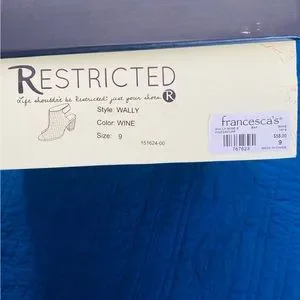 RESTRICTED
Life shouldn't be Restricted; just your shoes. R
Style: WALLY
Color: WINE
Size: 9
151624-00
francesca's®
$58.00
9
767623